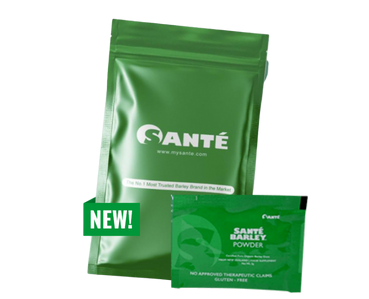 SANTÉ
www.mysante.com
The No.1 Most Trusted Barley Brand in the Market
NEW!
Santé
SANTÉ
BARLEY
POWDER
NO APPROVED THERAPEUTIC CLAIMS
GLUTEN - FREE